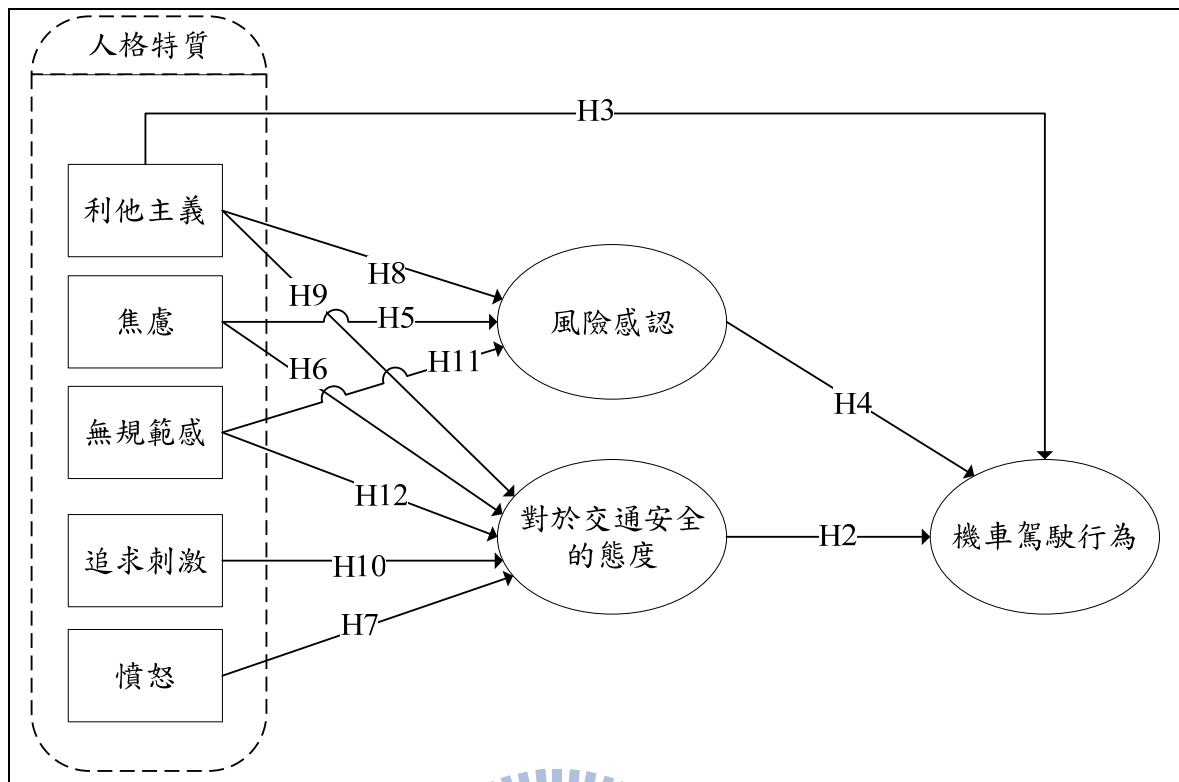 人格特質
H3
利他主義
H8
H9
焦慮
H5
風險感認
H6
H11
無規範感
H4
H12
對於交通安全
的態度
追求刺激
H10
H2
機車駕駛行為
H7
憤怒